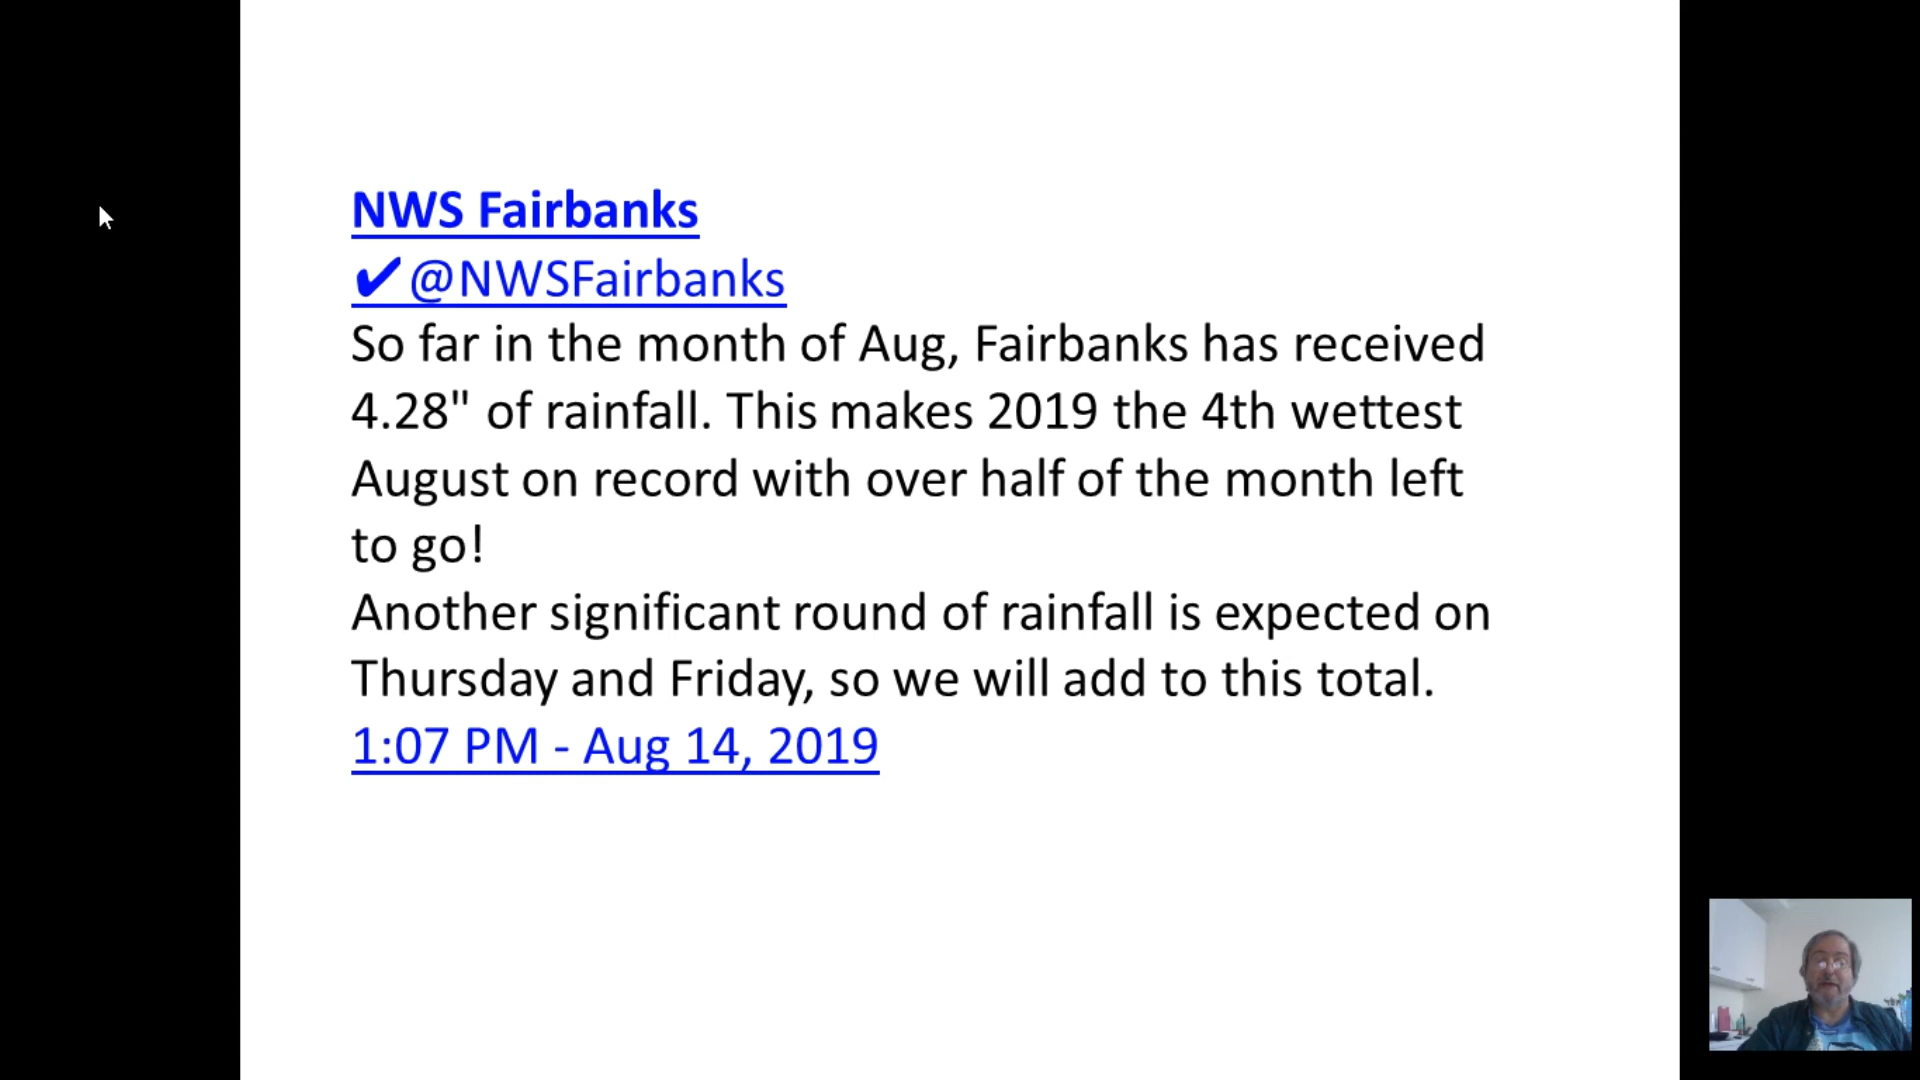 NWS Fairbanks
✔@NWSFairbanks
So far in the month of Aug, Fairbanks has received
4.28" of rainfall. This makes 2019 the 4th wettest
August on record with over half of the month left
to go!
Another significant round of rainfall is expected on
Thursday and Friday, so we will add to this total.
1:07 PM - Aug 14, 2019